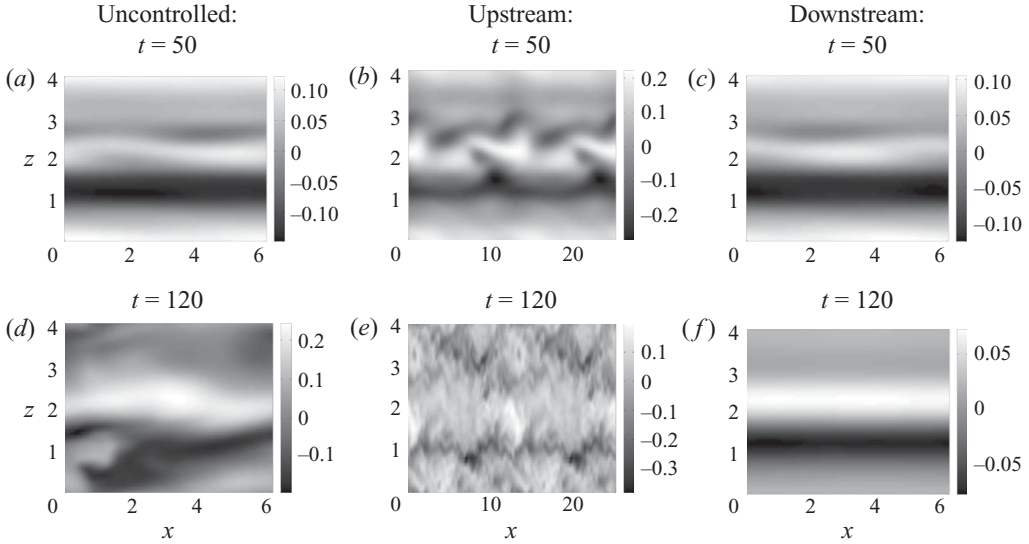 Uncontrolled: Upstream: Downstream:
t = 50 t = 50 t = 50
(a) 4 3 z 2 1 0 2 4 6 0.10 0.05 0 –0.05 –0.10
(b) 4 3 2 1 0 10 20 0.2 0.1 0 –0.1 –0.2
(c) 4 3 2 1 0 2 4 6 0.10 0.05 0 –0.05 –0.10
t = 120 t = 120 t = 120
(d) 4 3 z 2 1 0 2 4 6 x 0.2 0.1 0 –0.1
(e) 4 3 2 1 0 10 20 x 0.1 0 –0.1 –0.2 –0.3
(f) 4 3 2 1 0 2 4 6 x 0.05 0 –0.05